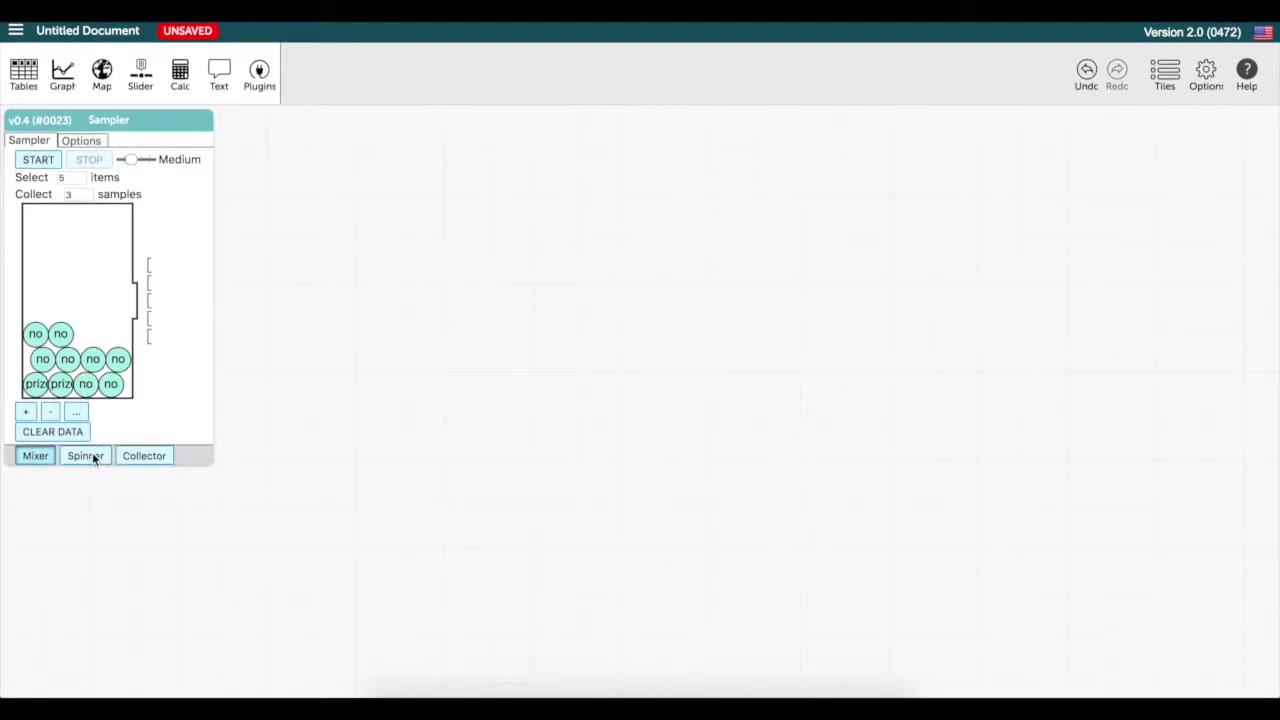 Untitled Document UNSAVED Version 2.0 (0472)
Tables Graph Map Slider Calc Text Plugins Undo Redo Tiles Options Help
v0.4 (#0023) Sampler
Sampler Options
START STOP Medium
Select 5 items
Collect 3 samples
no no
no no no no
prize prize no no
+ - ...
CLEAR DATA
Mixer Spinner Collector